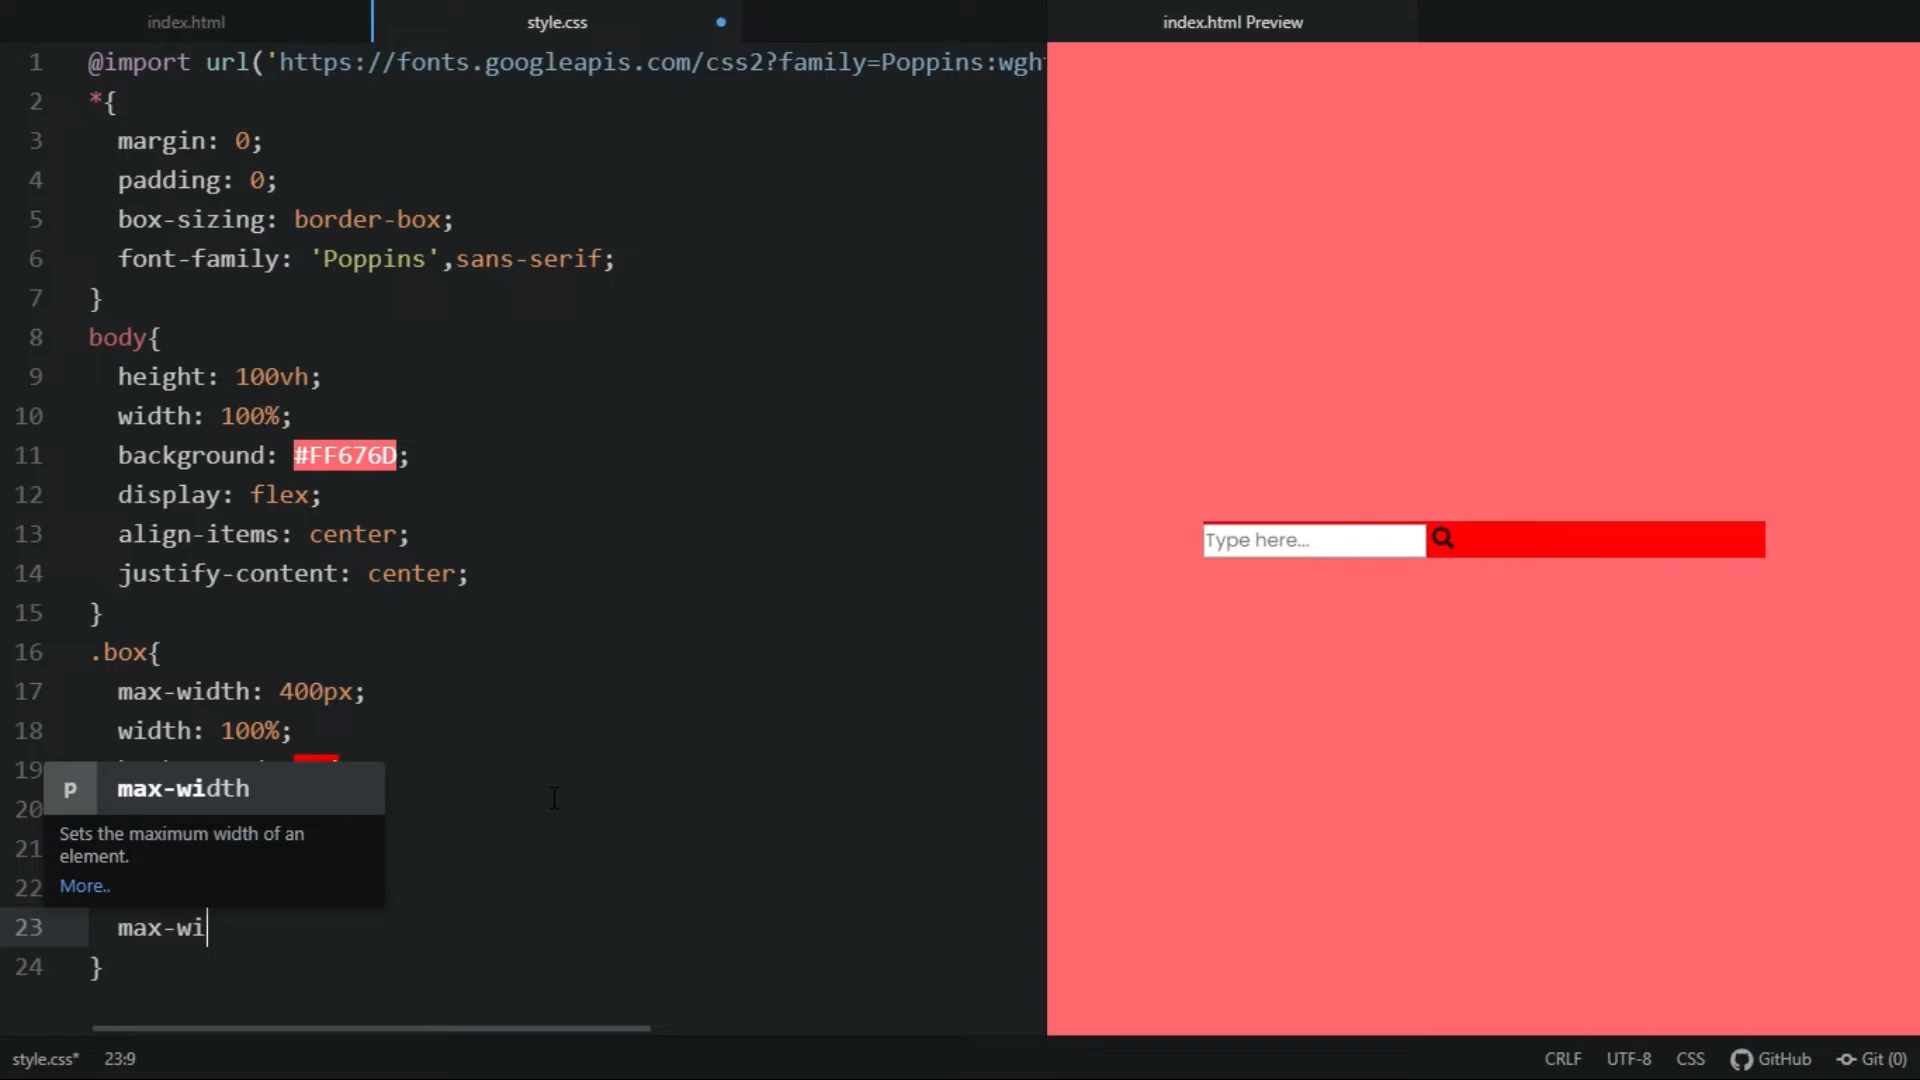 index.html
style.css
index.html Preview
1 @import url('https://fonts.googleapis.com/css2?family=Poppins:wgh
2 *{
3 margin: 0;
4 padding: 0;
5 box-sizing: border-box;
6 font-family: 'Poppins',sans-serif;
7 }
8 body{
9 height: 100vh;
10 width: 100%;
11 background: #FF676D;
12 display: flex;
13 align-items: center;
14 justify-content: center;
15 }
16 .box{
17 max-width: 400px;
18 width: 100%;
19
20
21
22
p max-width
Sets the maximum width of an
element.
More..
23 max-wi
24 }
Type here...
style.css* 23:9
CRLF UTF-8 CSS GitHub Git (0)